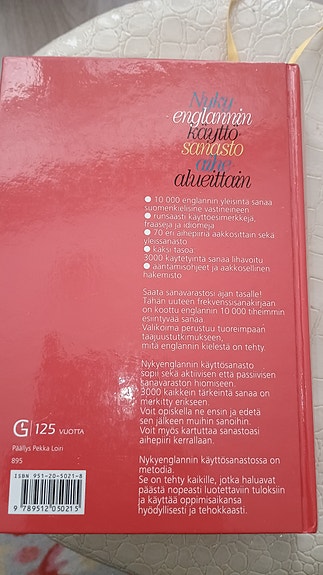 Nyky
englannin
käyttö-
sanasto
aihe
alueittain
● 10 000 englannin yleisintä sanaa
suomenkielisine vastineineen
● runsaasti käyttöesimerkkejä,
fraaseja ja idiomeja
● 70 eri aihepiiriä aakkosittain sekä
yleissanasto
● kaksi tasoa:
3000 käytetyintä sanaa lihavoitu
● ääntämisohjeet ja aakkosellinen
hakemisto
Säätä sanavarastosi ajan tasalle!
Tähän uuteen frekvenssisanakirjaan
on koottu englannin 10 000 tiheimmin
esiintyvää sanaa.
Valikoima perustuu tuoreimpaan
taajuustutkimukseen,
mitä englannin kielestä on tehty.
Nykyenglannin käyttösanasto
sopii sekä aktiivisen että passiivisen
sanavaraston hiomiseen.
3000 kaikkein tärkeintä sanaa on
merkitty erikseen.
Voit opiskella ne ensin ja edetä
sen jälkeen muihin sanoihin.
Voit myös kartuttaa sanastoasi
aihepiiri kerrallaan.
Nykyenglannin käyttösanastossa on
metodia.
Se on tehty kaikille, jotka haluavat
päästä nopeasti luotettaviin tuloksiin
ja käyttää oppimisaikansa
hyödyllisesti ja tehokkaasti.
G 125 VUOTTA
Päällys Pekka Loiri
895
ISBN 951-20-5021-8
9 789512 050215